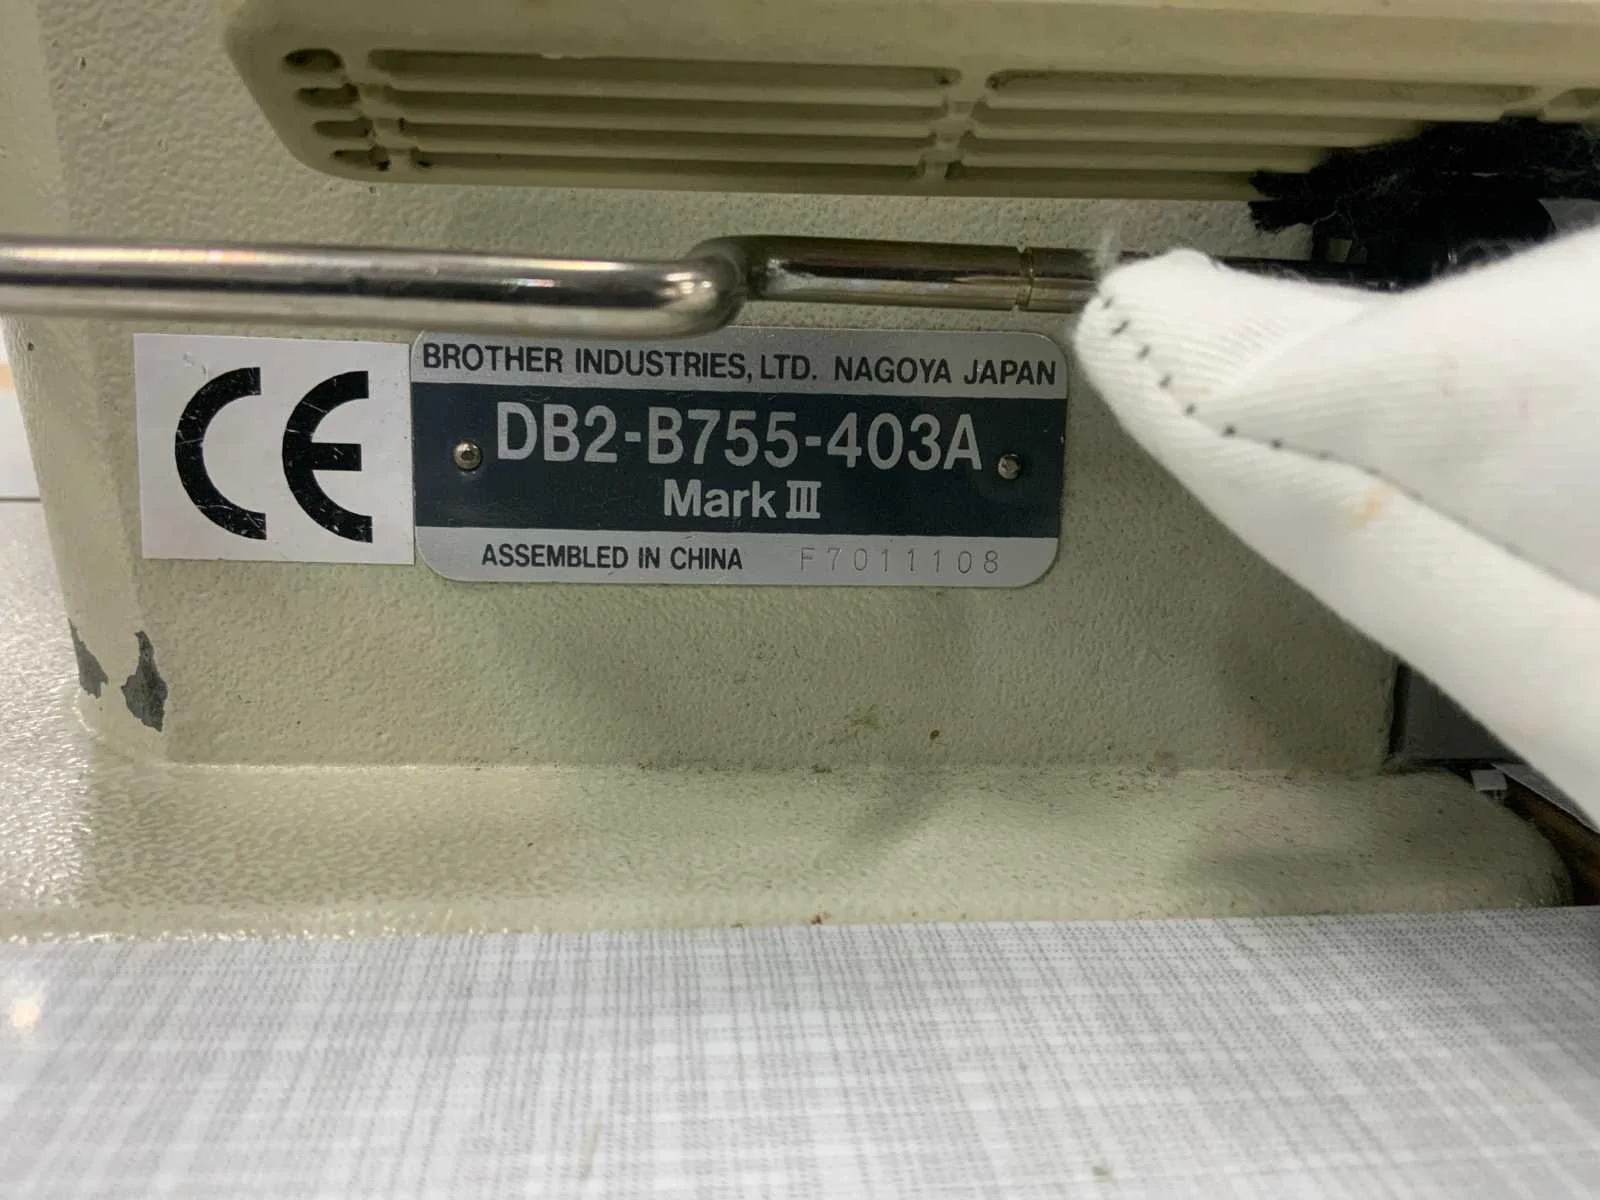 BROTHER INDUSTRIES, LTD. NAGOYA JAPAN
CE
DB2-B755-403A
Mark III
ASSEMBLED IN CHINA F7011108